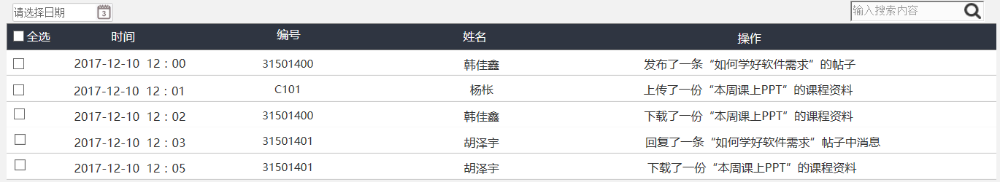 请选择日期 3 输入搜索内容
全选 时间 编号 姓名 操作
2017-12-10 12：00 31501400 韩佳鑫 发布了一条“如何学好软件需求”的帖子
2017-12-10 12：01 C101 杨枨 上传了一份“本周课上PPT”的课程资料
2017-12-10 12：02 31501400 韩佳鑫 下载了一份“本周课上PPT”的课程资料
2017-12-10 12：03 31501401 胡泽宇 回复了一条“如何学好软件需求”帖子中消息
2017-12-10 12：05 31501401 胡泽宇 下载了一份“本周课上PPT”的课程资料